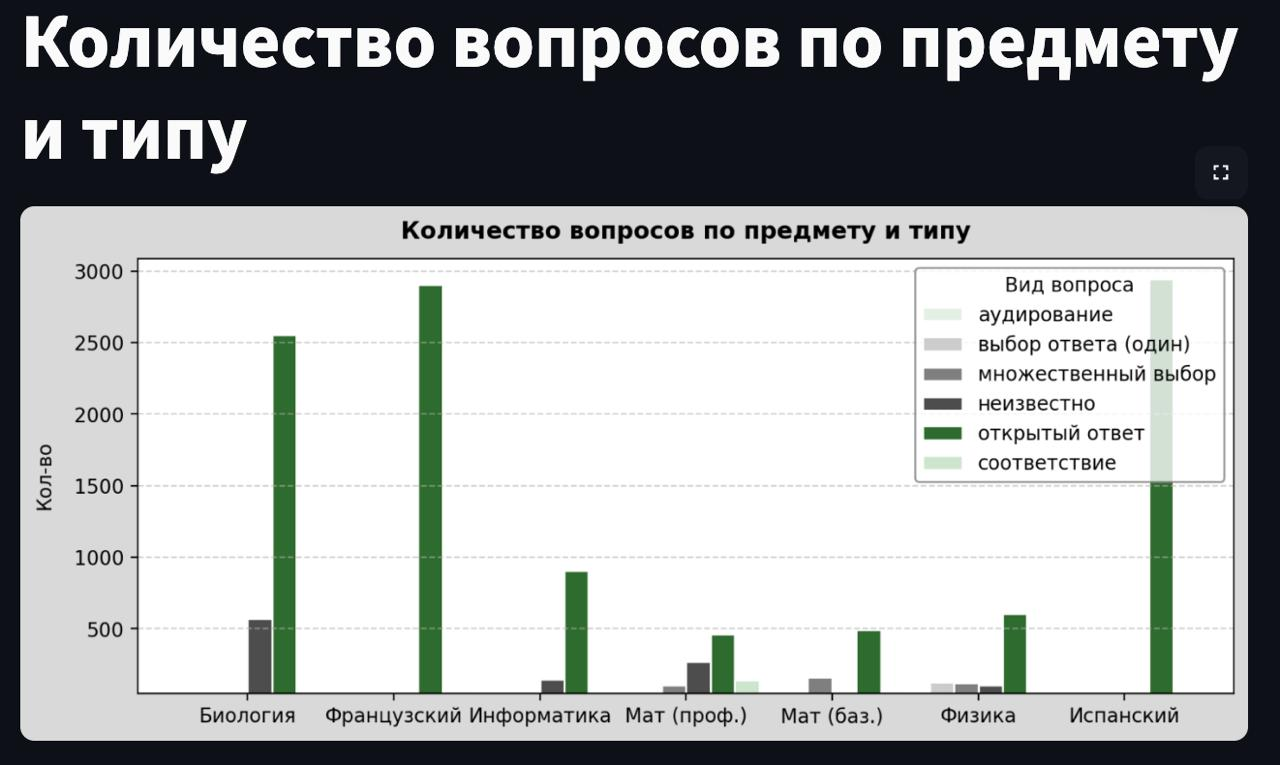 Количество вопросов по предмету
и типу
Количество вопросов по предмету и типу
3000
2500
2000
1500
1000
500
Кол-во
Вид вопроса
аудирование
выбор ответа (один)
множественный выбор
неизвестно
открытый ответ
соответствие
Биология Французский Информатика Мат (проф.) Мат (баз.) Физика Испанский